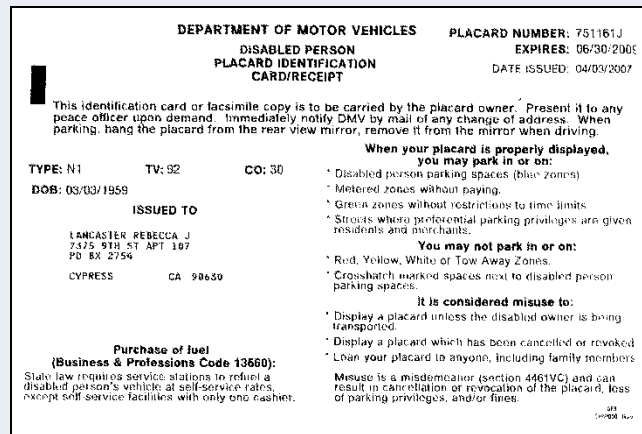 DEPARTMENT OF MOTOR VEHICLES
DISABLED PERSON
PLACARD IDENTIFICATION
CARD/RECEIPT
PLACARD NUMBER: 751161J
EXPIRES: 06/30/2009
DATE ISSUED: 04/03/2007
This identification card or facsimile copy is to be carried by the placard owner. Present it to any
peace officer upon demand. Immediately notify DMV by mail of any change of address. When
parking, hang the placard from the rear view mirror, remove it from the mirror when driving.
TYPE: N1 TV: 92 CO: 30
DOB: 03/03/1959
ISSUED TO
LANCASTER REBECCA J
7375 9TH ST APT 107
PO BX 2754
CYPRESS CA 90630
Purchase of fuel
(Business & Professions Code 13660):
State law requires service stations to refuel a
disabled person's vehicle at self-service rates,
except self-service facilities with only one cashier.
When your placard is properly displayed,
you may park in or on:
* Disabled person parking spaces (blue zones)
* Metered zones without paying.
* Green zones without restrictions to time limits
* Streets where preferential parking privileges are given
residents and merchants.
You may not park in or on:
* Red, Yellow, White or Tow Away Zones.
* Crosshatch marked spaces next to disabled person
parking spaces.
It is considered misuse to:
* Display a placard unless the disabled owner is being
transported.
* Display a placard which has been cancelled or revoked
* Loan your placard to anyone, including family members
Misuse is a misdemeanor (section 4461VC) and can
result in cancellation or revocation of the placard, loss
of parking privileges, and/or fines.